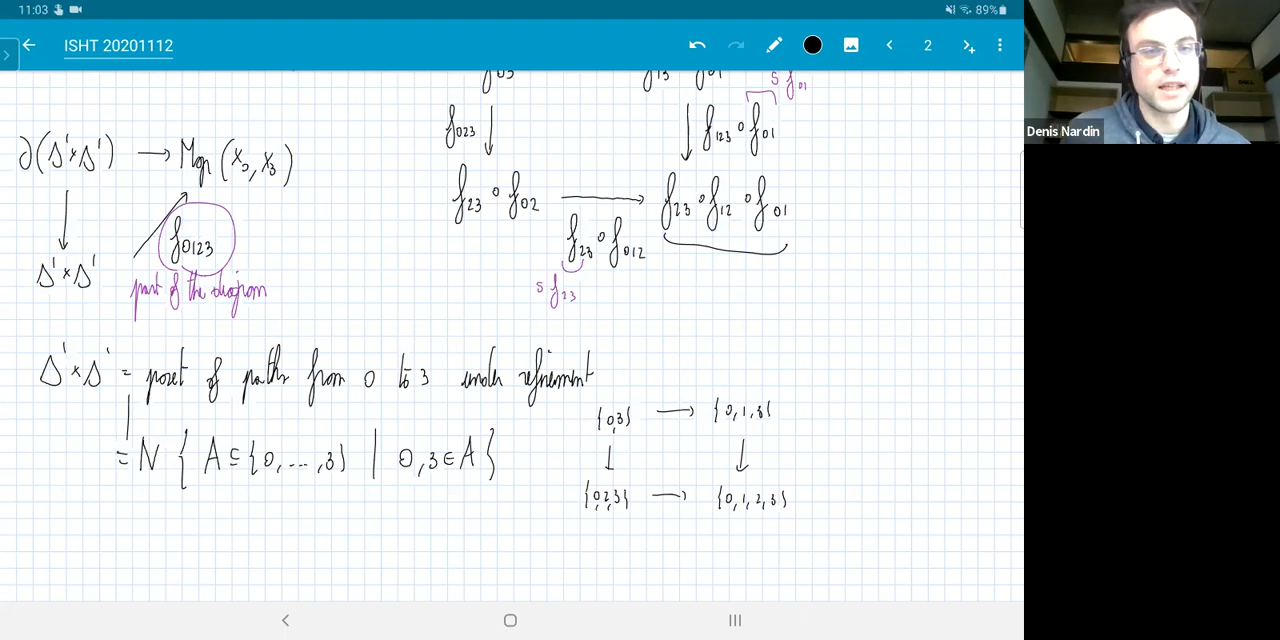 11:03 89%
ISHT 20201112 2
f₀₃ f₁₃ f₀₁ s f₀₁
f₀₂₃ f₁₂₃ ∘ f₀₁
∂(Δ¹×Δ¹) → Map(X₀, X₃)
f₂₃ ∘ f₀₂ → f₂₃ ∘ f₁₂ ∘ f₀₁
f₀₁₂₃ f₂₃ ∘ f₀₁₂
Δ¹×Δ¹ part of the diagram s f₂₃
Δ¹×Δ¹ = poset of paths from 0 to 3 under refinement
{0,3} → {0,1,3}
= N { A ⊆ {0,...,3} | 0,3 ∈ A }
{0,2,3} → {0,1,2,3}
Denis Nardin